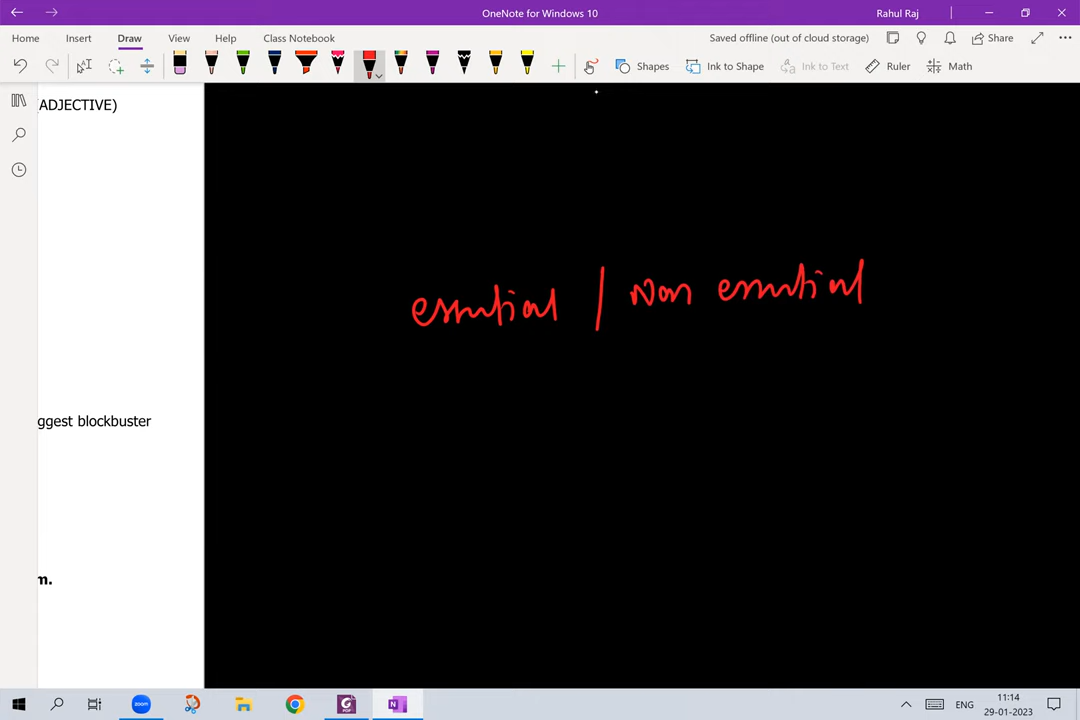 OneNote for Windows 10
Rahul Raj
Home Insert Draw View Help Class Notebook
Saved offline (out of cloud storage)
Share
Shapes Ink to Shape Ink to Text Ruler Math
(ADJECTIVE)
essential / Non essential
ggest blockbuster
m.
zoom
ENG
11:14
29-01-2023